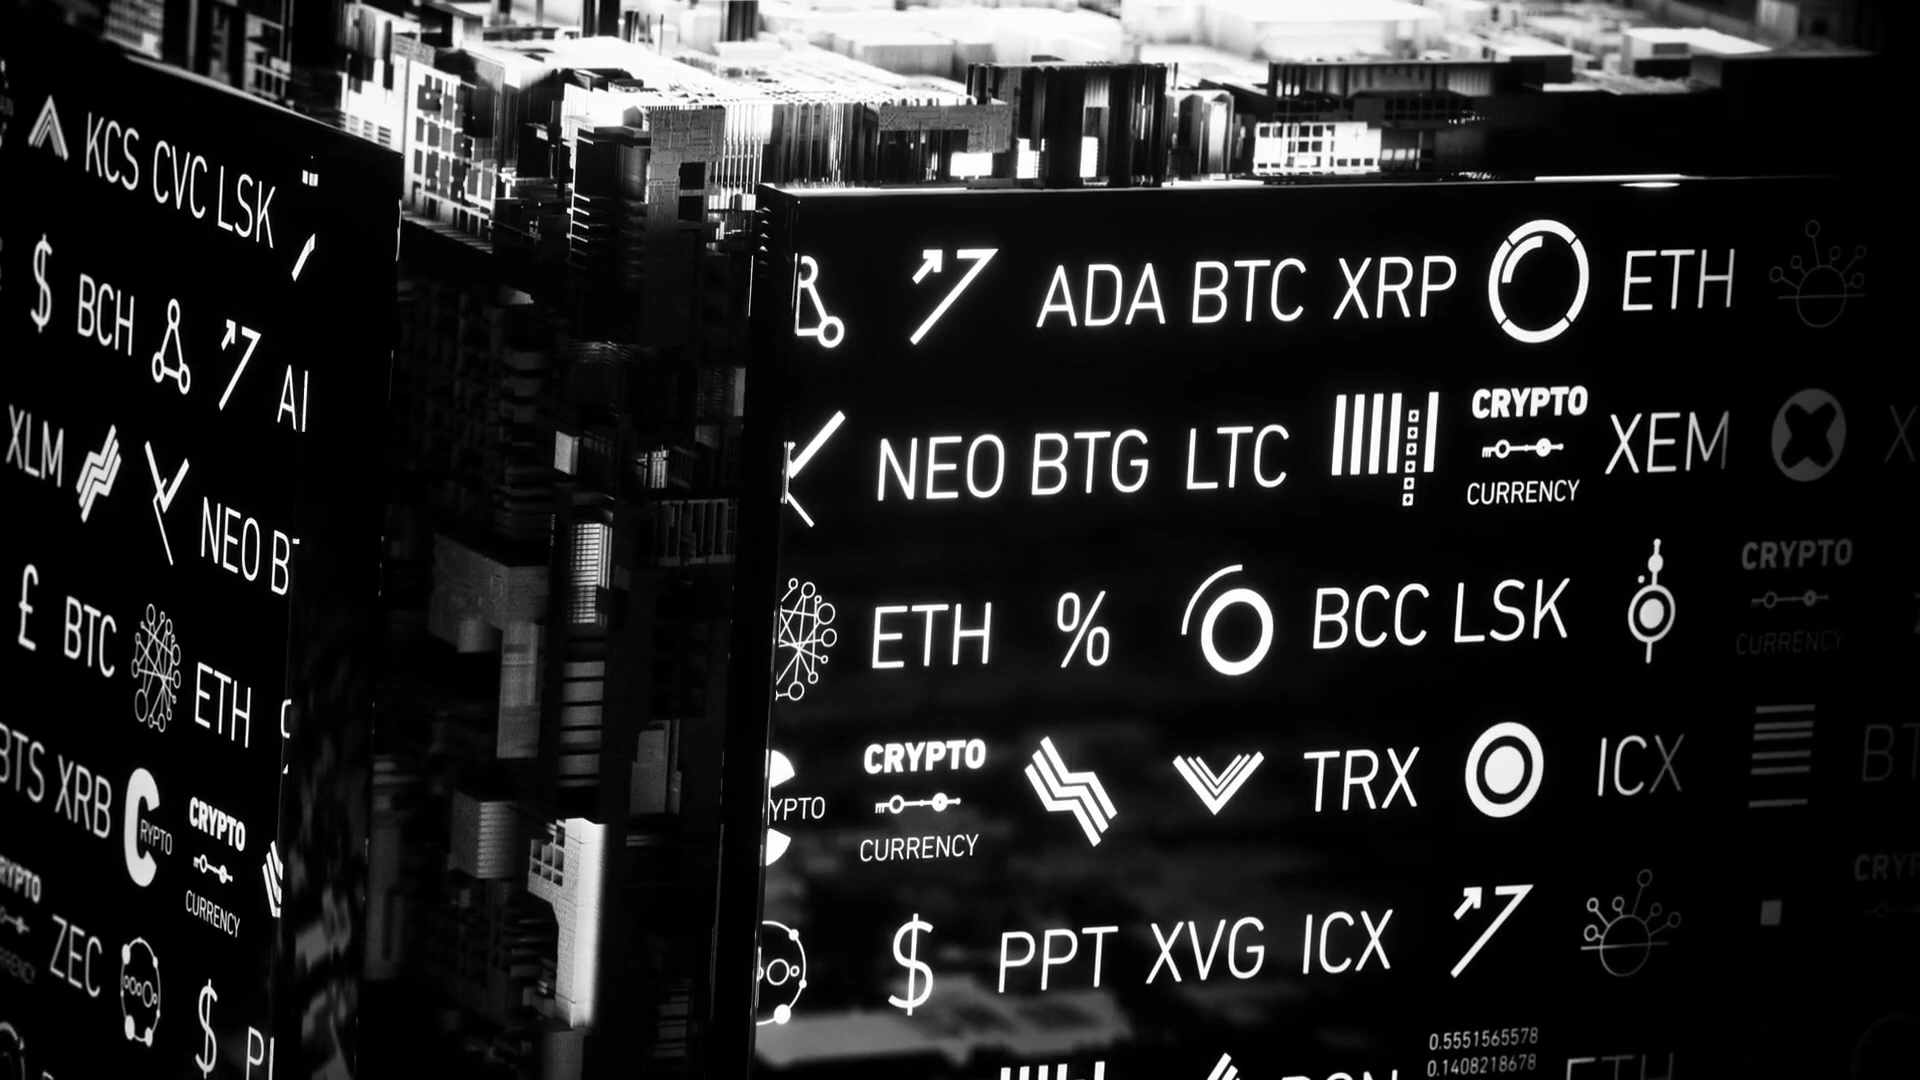 KCS CVC LSK
$ BCH
XLM
NEO
£ BTC
ETH
BTS XRB
CRYPTO
CRYPTO
CURRENCY
ZEC
$
ADA BTC XRP ETH
NEO BTG LTC
CRYPTO
CURRENCY
XEM
ETH % BCC LSK
CRYPTO
CURRENCY
CRYPTO
CURRENCY
TRX ICX
$ PPT XVG ICX
0.5551565578
0.1408218678
ETH